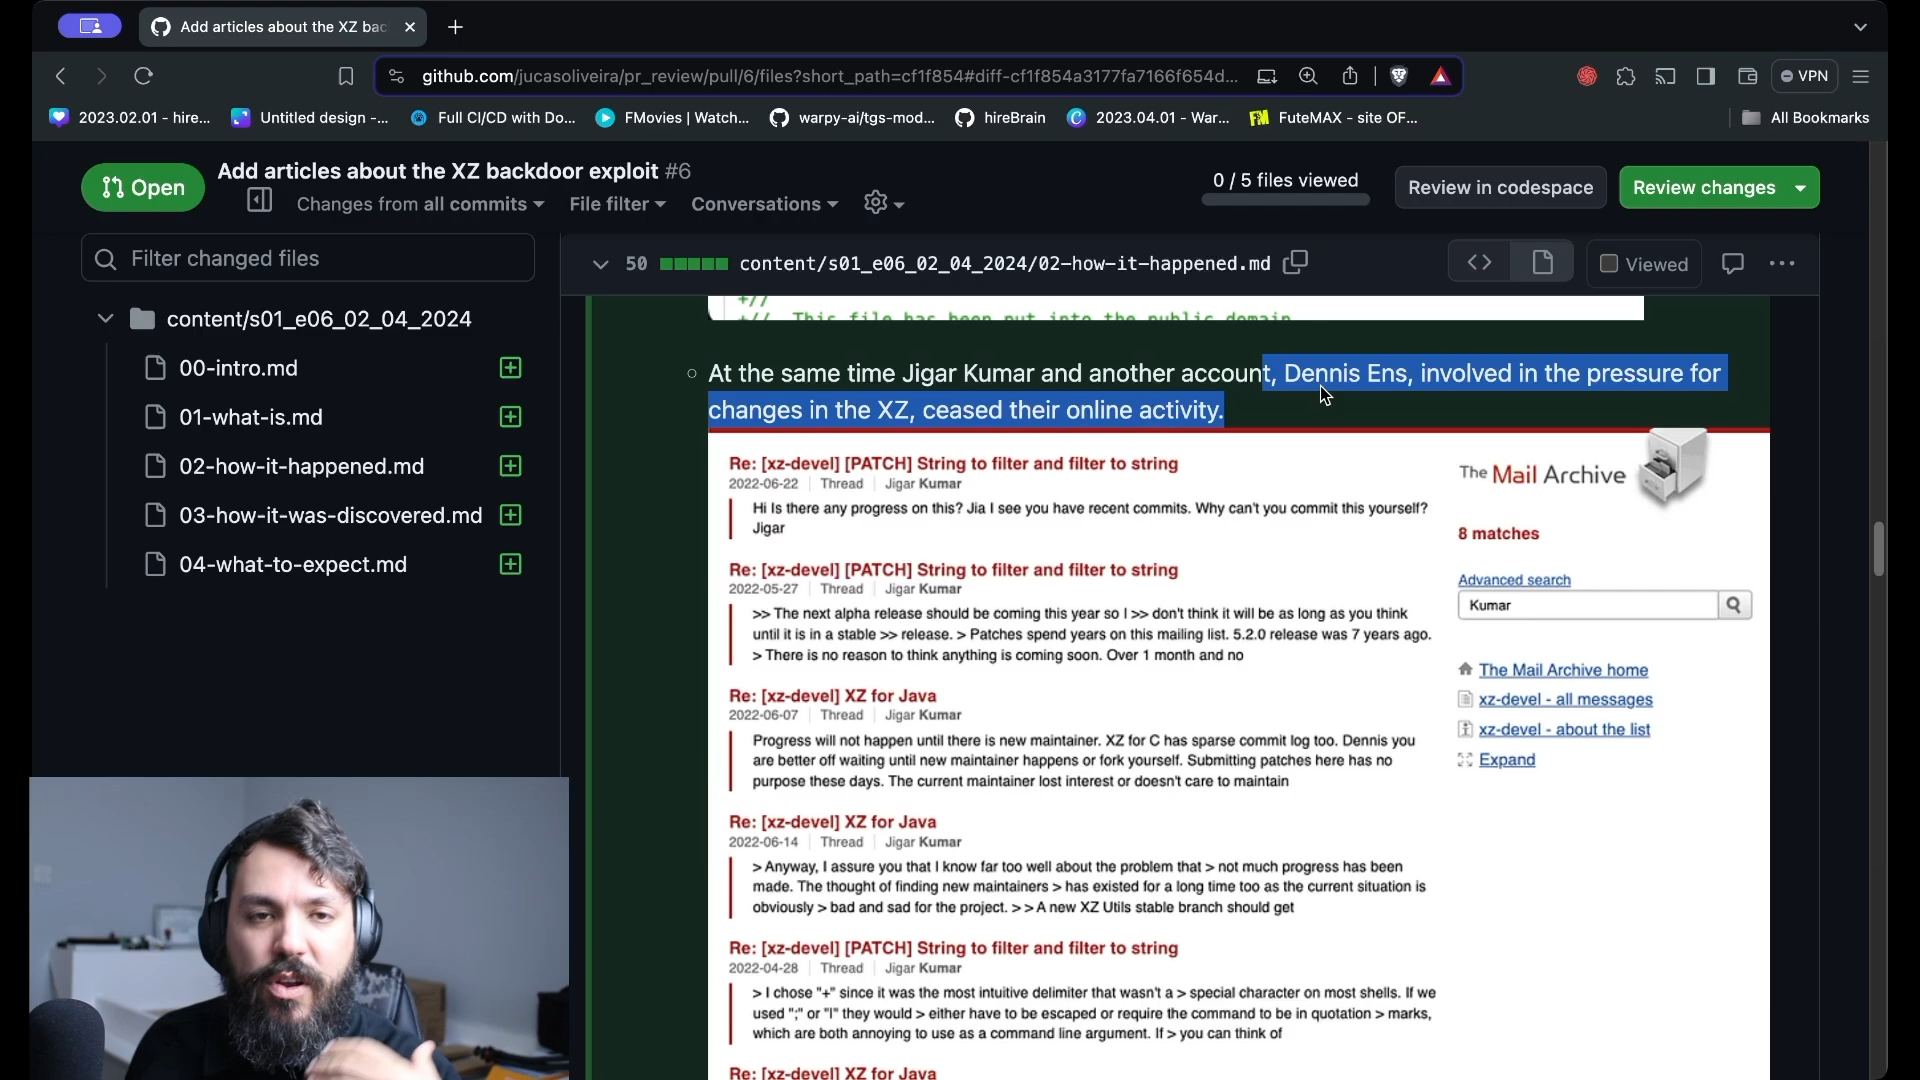 Add articles about the XZ bac
github.com/jucasoliveira/pr_review/pull/6/files?short_path=cf1f854#diff-cf1f854a3177fa7166f654d...
VPN
2023.02.01 - hire...
Untitled design -...
Full CI/CD with Do...
FMovies | Watch...
warpy-ai/tgs-mod...
hireBrain
2023.04.01 - War...
FM
FuteMAX - site OF...
All Bookmarks
Open
Add articles about the XZ backdoor exploit #6
Changes from all commits
File filter
Conversations
0 / 5 files viewed
Review in codespace
Review changes
Filter changed files
content/s01_e06_02_04_2024
00-intro.md
01-what-is.md
02-how-it-happened.md
03-how-it-was-discovered.md
04-what-to-expect.md
50 content/s01_e06_02_04_2024/02-how-it-happened.md
Viewed
+//
+// This file has been put into the public domain.
At the same time Jigar Kumar and another account, Dennis Ens, involved in the pressure for
changes in the XZ, ceased their online activity.
Re: [xz-devel] [PATCH] String to filter and filter to string
2022-06-22 Thread Jigar Kumar
Hi Is there any progress on this? Jia I see you have recent commits. Why can't you commit this yourself?
Jigar
Re: [xz-devel] [PATCH] String to filter and filter to string
2022-05-27 Thread Jigar Kumar
>> The next alpha release should be coming this year so I >> don't think it will be as long as you think
until it is in a stable >> release. > Patches spend years on this mailing list. 5.2.0 release was 7 years ago.
> There is no reason to think anything is coming soon. Over 1 month and no
Re: [xz-devel] XZ for Java
2022-06-07 Thread Jigar Kumar
Progress will not happen until there is new maintainer. XZ for C has sparse commit log too. Dennis you
are better off waiting until new maintainer happens or fork yourself. Submitting patches here has no
purpose these days. The current maintainer lost interest or doesn't care to maintain
Re: [xz-devel] XZ for Java
2022-06-14 Thread Jigar Kumar
> Anyway, I assure you that I know far too well about the problem that > not much progress has been
made. The thought of finding new maintainers > has existed for a long time too as the current situation is
obviously > bad and sad for the project. > > A new XZ Utils stable branch should get
Re: [xz-devel] [PATCH] String to filter and filter to string
2022-04-28 Thread Jigar Kumar
> I chose "+" since it was the most intuitive delimiter that wasn't a > special character on most shells. If we
used ";" or "|" they would > either have to be escaped or require the command to be in quotation > marks,
which are both annoying to use as a command line argument. If > you can think of
Re: [xz-devel] XZ for Java
The Mail Archive
8 matches
Advanced search
Kumar
The Mail Archive home
xz-devel - all messages
xz-devel - about the list
Expand